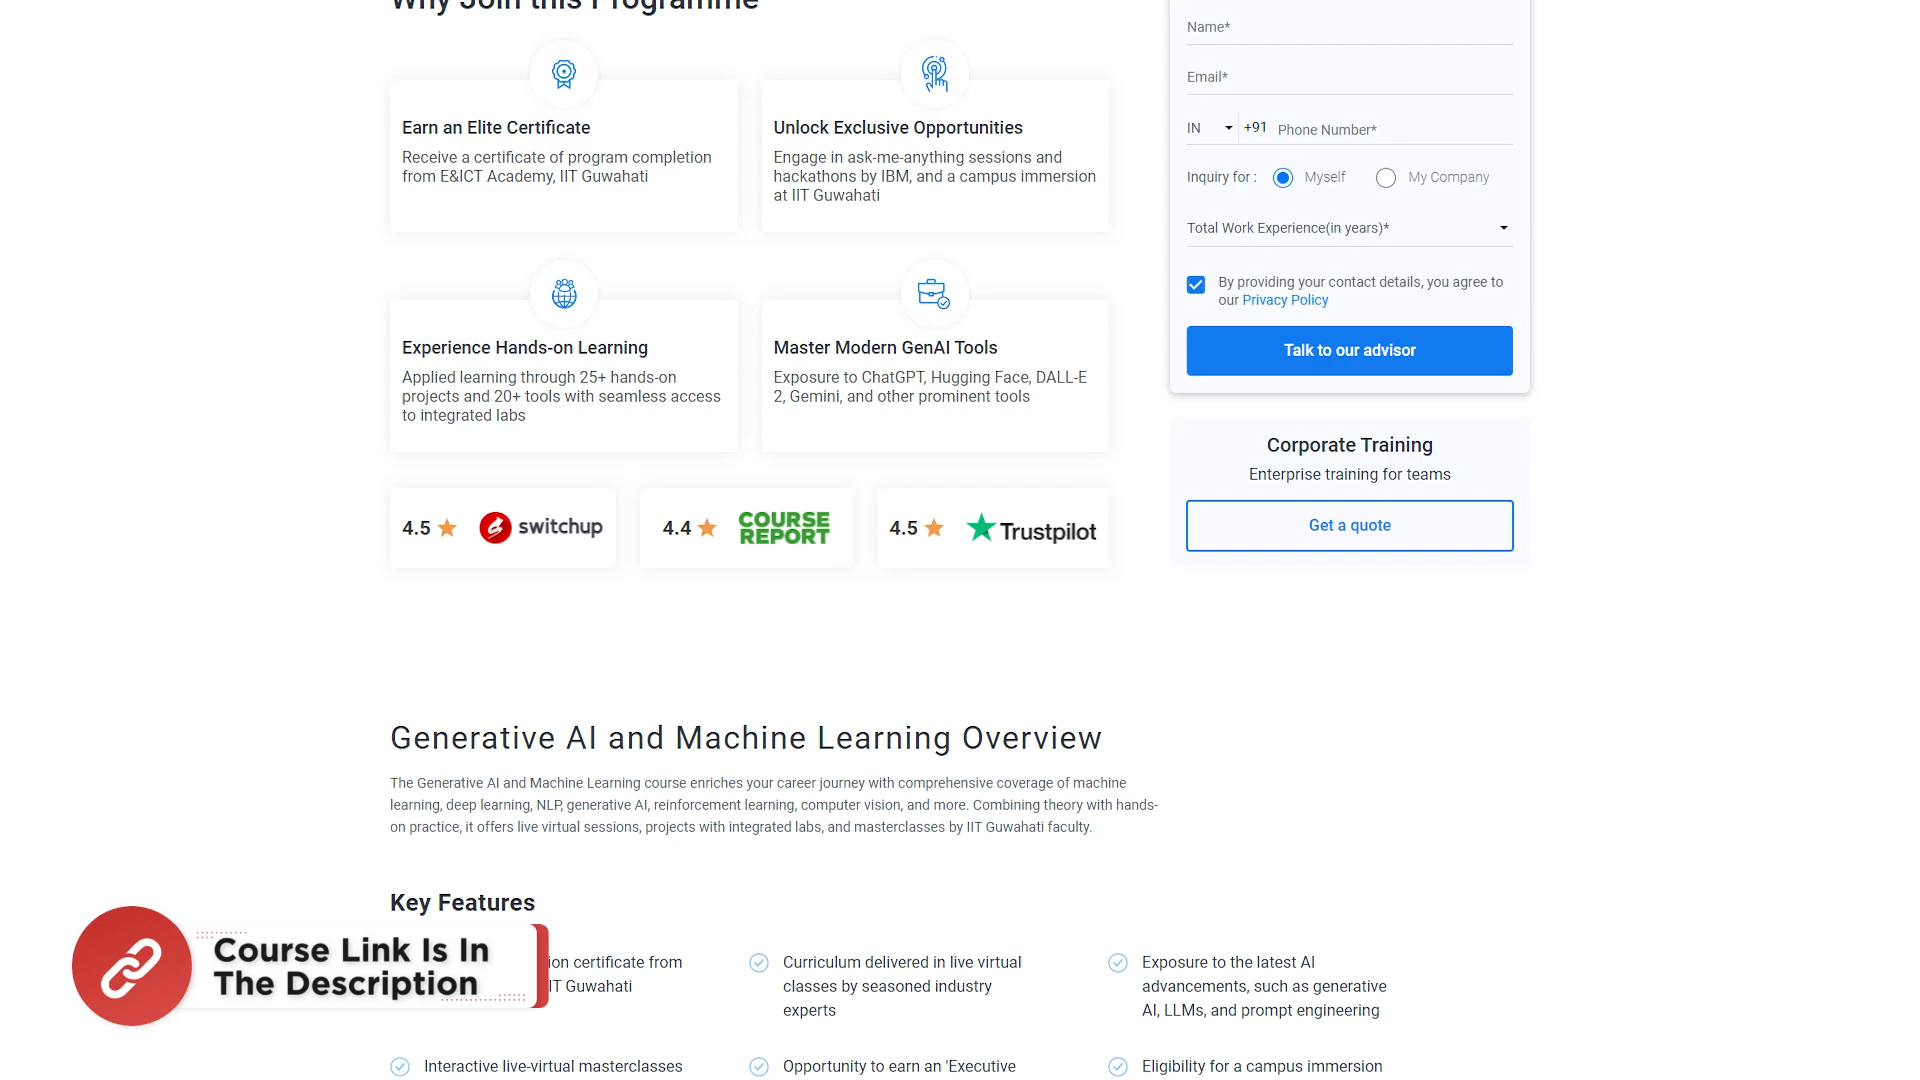 Why Join this Programme
Earn an Elite Certificate
Receive a certificate of program completion
from E&ICT Academy, IIT Guwahati
Unlock Exclusive Opportunities
Engage in ask-me-anything sessions and
hackathons by IBM, and a campus immersion
at IIT Guwahati
Experience Hands-on Learning
Applied learning through 25+ hands-on
projects and 20+ tools with seamless access
to integrated labs
Master Modern GenAI Tools
Exposure to ChatGPT, Hugging Face, DALL-E
2, Gemini, and other prominent tools
4.5 switchup
4.4 COURSE
REPORT
4.5 Trustpilot
Name*
Email*
IN +91 Phone Number*
Inquiry for : Myself My Company
Total Work Experience(in years)*
By providing your contact details, you agree to
our Privacy Policy
Talk to our advisor
Corporate Training
Enterprise training for teams
Get a quote
Generative AI and Machine Learning Overview
The Generative AI and Machine Learning course enriches your career journey with comprehensive coverage of machine
learning, deep learning, NLP, generative AI, reinforcement learning, computer vision, and more. Combining theory with hands-
on practice, it offers live virtual sessions, projects with integrated labs, and masterclasses by IIT Guwahati faculty.
Key Features
ion certificate from
IT Guwahati
Curriculum delivered in live virtual
classes by seasoned industry
experts
Exposure to the latest AI
advancements, such as generative
AI, LLMs, and prompt engineering
Interactive live-virtual masterclasses
Opportunity to earn an 'Executive
Eligibility for a campus immersion
Course Link Is In
The Description